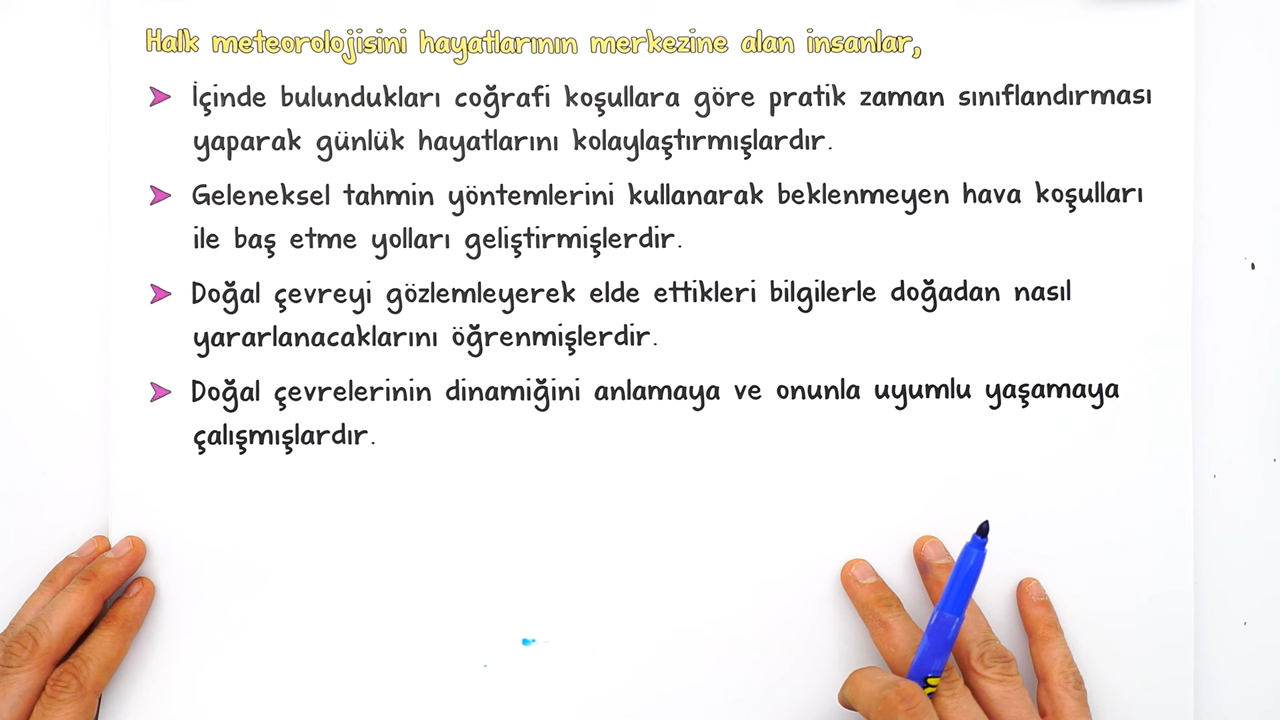 Halk meteorolojisini hayatlarının merkezine alan insanlar,
İçinde bulundukları coğrafi koşullara göre pratik zaman sınıflandırması
yaparak günlük hayatlarını kolaylaştırmışlardır.
Geleneksel tahmin yöntemlerini kullanarak beklenmeyen hava koşulları
ile baş etme yolları geliştirmişlerdir.
Doğal çevreyi gözlemleyerek elde ettikleri bilgilerle doğadan nasıl
yararlanacaklarını öğrenmişlerdir.
Doğal çevrelerinin dinamiğini anlamaya ve onunla uyumlu yaşamaya
çalışmışlardır.